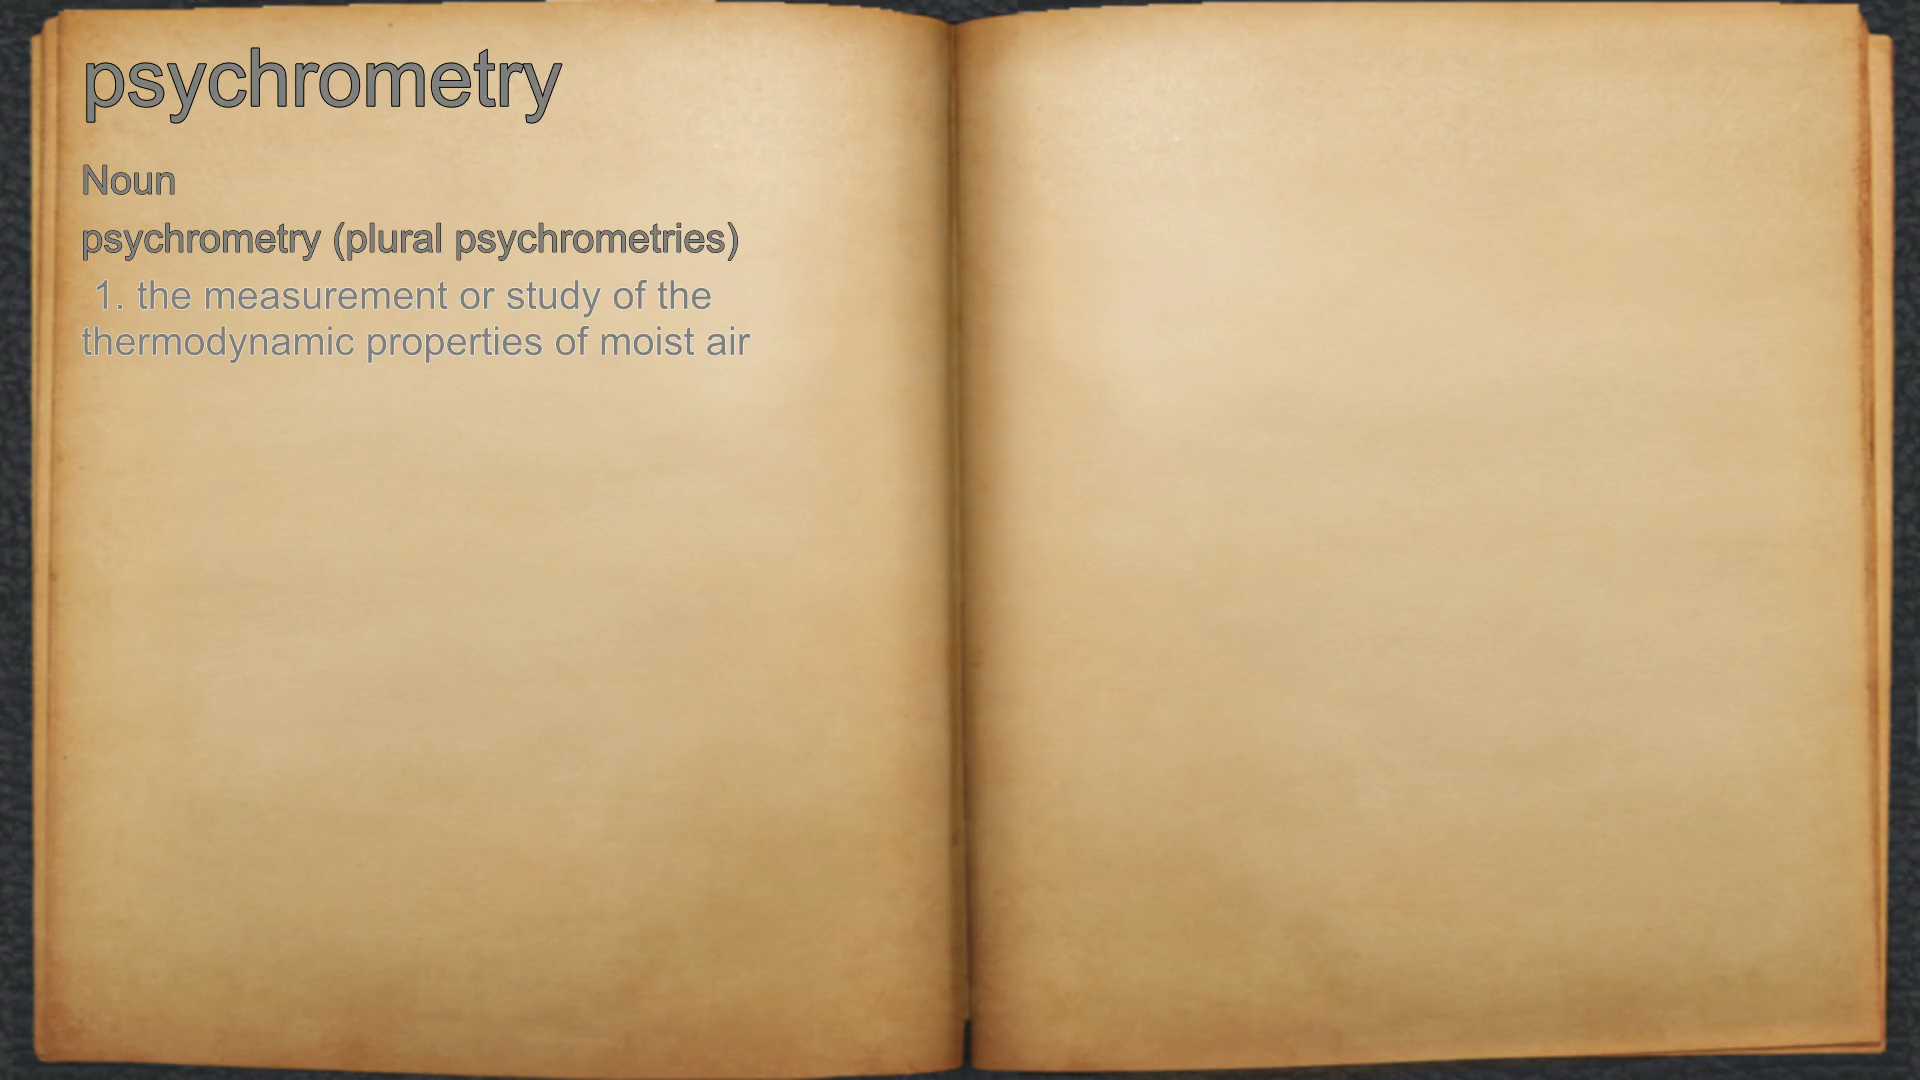 psychrometry
Noun
psychrometry (plural psychrometries)
1. the measurement or study of the
thermodynamic properties of moist air